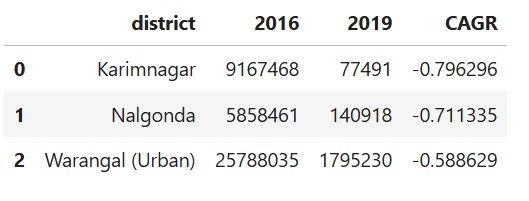 district 2016 2019 CAGR
0 Karimnagar 9167468 77491 -0.796296
1 Nalgonda 5858461 140918 -0.711335
2 Warangal (Urban) 25788035 1795230 -0.588629